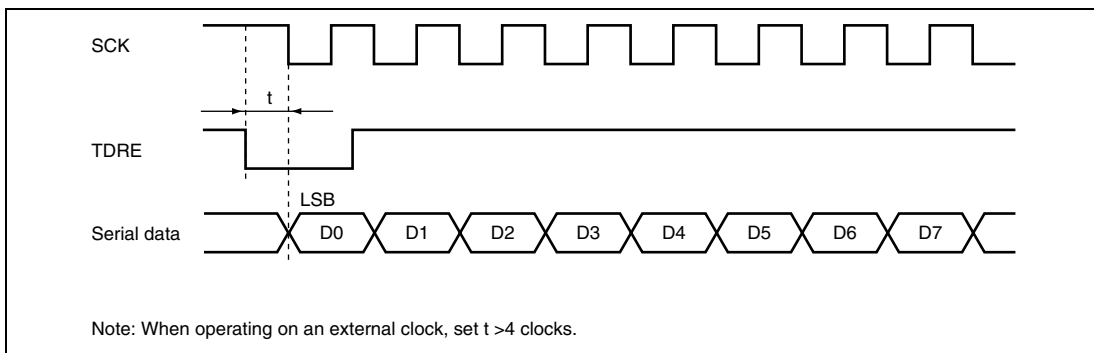 SCK
t
TDRE
LSB
Serial data
D0 D1 D2 D3 D4 D5 D6 D7
Note: When operating on an external clock, set t >4 clocks.